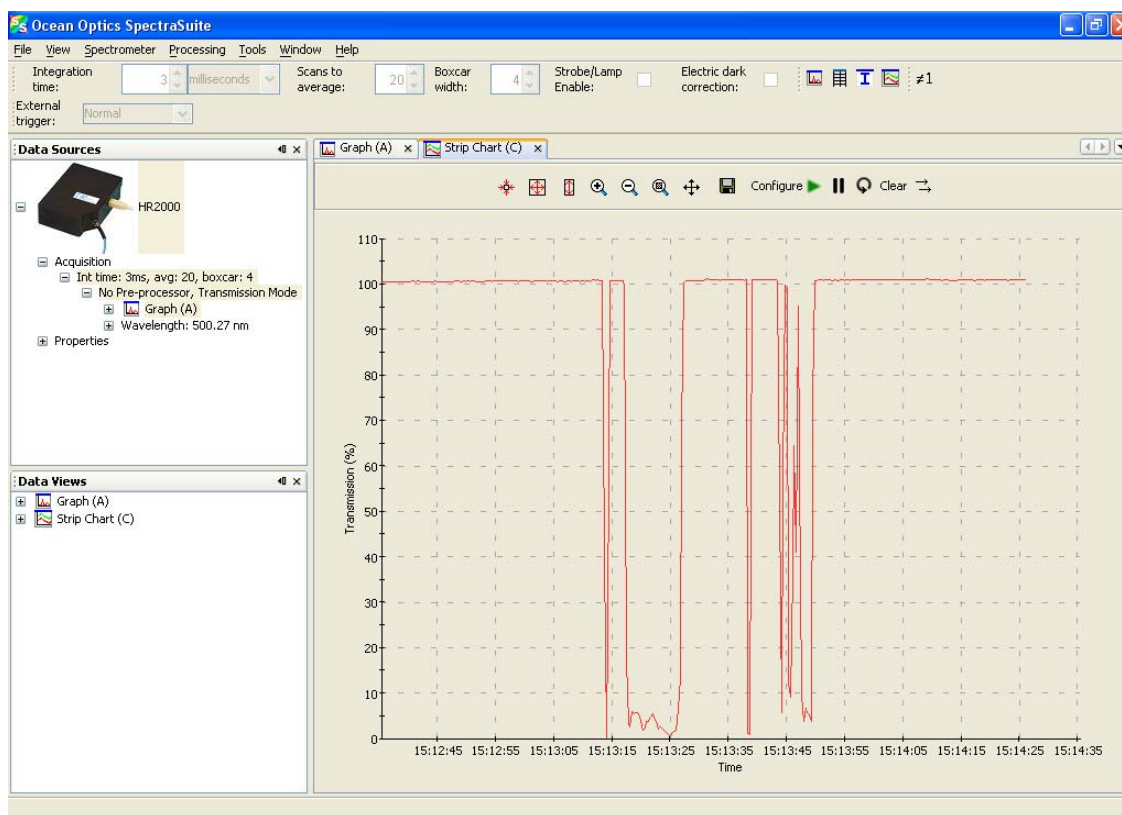 Ocean Optics SpectraSuite
File View Spectrometer Processing Tools Window Help
Integration time: 3 milliseconds Scans to average: 20 Boxcar width: 4 Strobe/Lamp Enable: Electric dark correction: ≠1
External trigger: Normal
Data Sources
HR2000
Acquisition
Int time: 3ms, avg: 20, boxcar: 4
No Pre-processor, Transmission Mode
Graph (A)
Wavelength: 500.27 nm
Properties
Data Views
Graph (A)
Strip Chart (C)
Graph (A) Strip Chart (C)
Configure Clear
110
100
90
80
70
60
50
40
30
20
10
0
Transmission (%)
15:12:45 15:12:55 15:13:05 15:13:15 15:13:25 15:13:35 15:13:45 15:13:55 15:14:05 15:14:15 15:14:25 15:14:35
Time